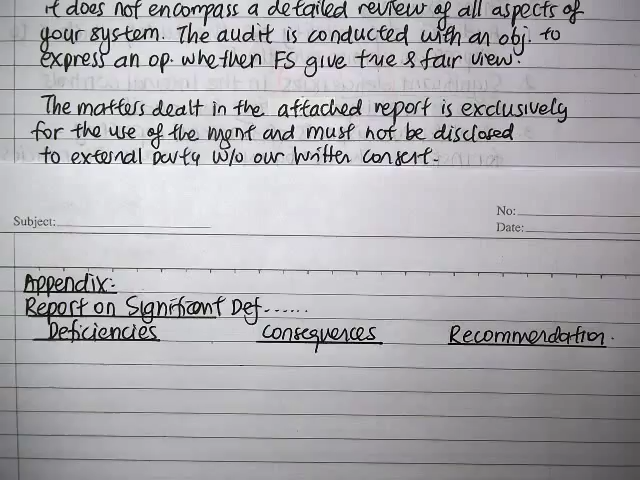 it does not encompass a detailed review of all aspects of
your system. The audit is conducted with an obj. to
express an op. whether FS give true & fair view.
The matters dealt in the attached report is exclusively
for the use of the mgnt and must not be disclosed
to external party w/o our written consent.
Subject:
No:
Date:
Appendix:
Report on Significant Def......
Deficiencies Consequences Recommendation.